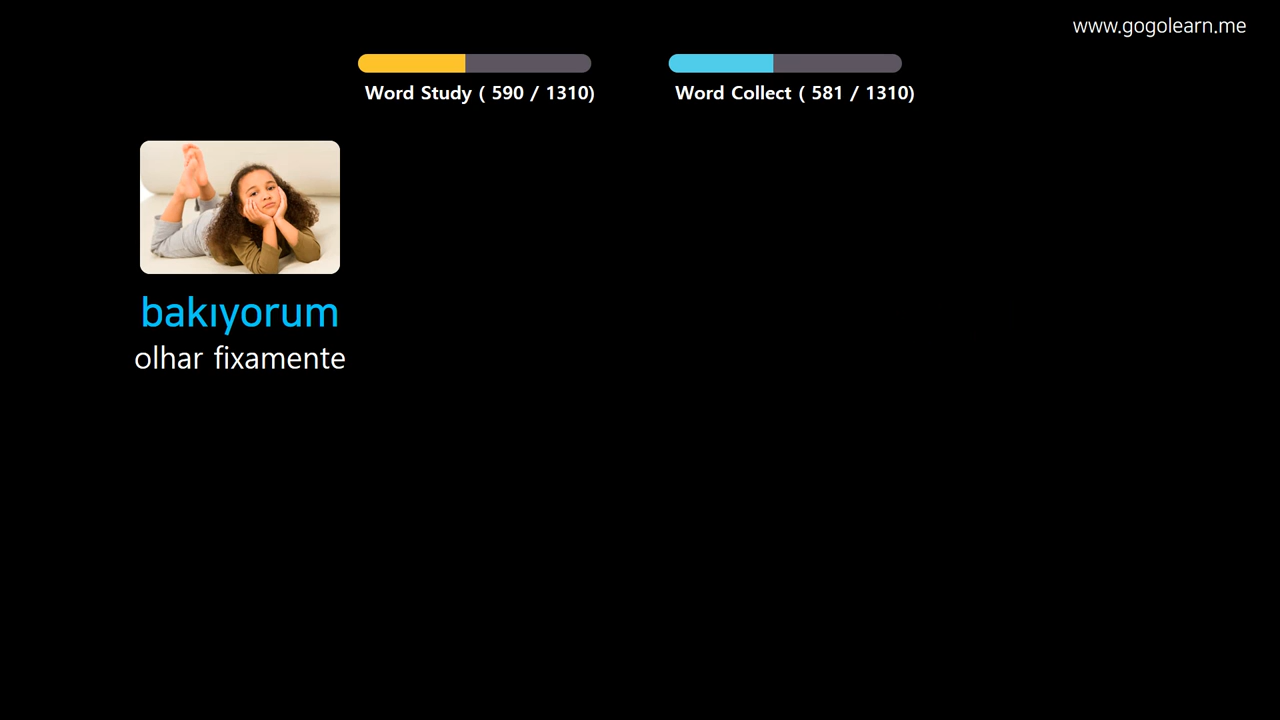 www.gogolearn.me
Word Study ( 590 / 1310)
Word Collect ( 581 / 1310)
bakıyorum
olhar fixamente